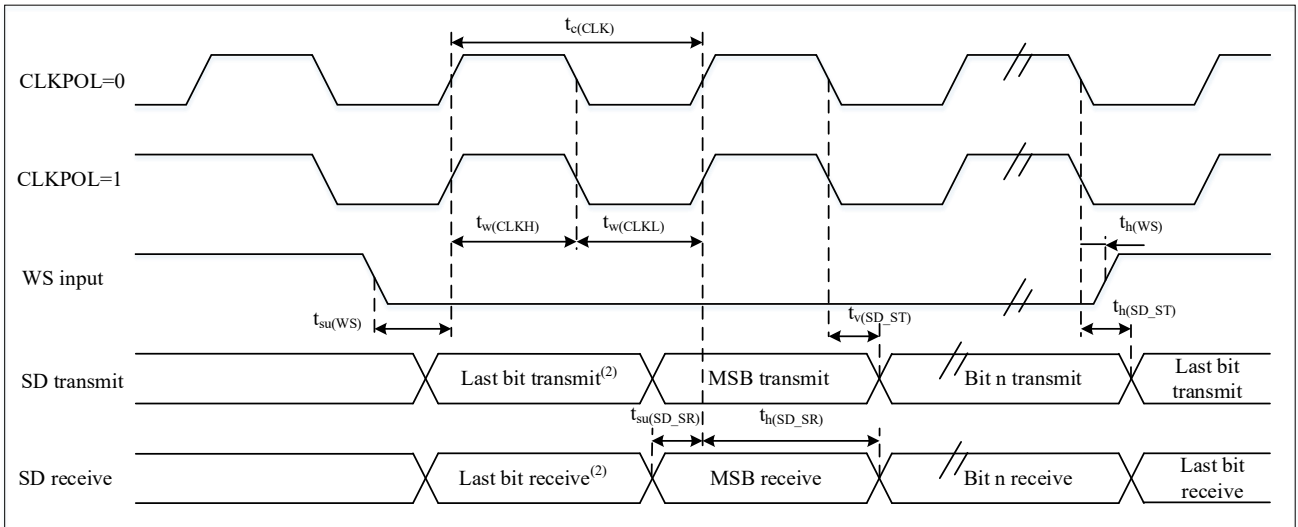 t_c(CLK)
CLKPOL=0
CLKPOL=1
t_w(CLKH)
t_w(CLKL)
t_h(WS)
WS input
t_su(WS)
t_v(SD_ST)
t_h(SD_ST)
SD transmit
Last bit transmit(2)
MSB transmit
Bit n transmit
Last bit
transmit
t_su(SD_SR)
t_h(SD_SR)
SD receive
Last bit receive(2)
MSB receive
Bit n receive
Last bit
receive